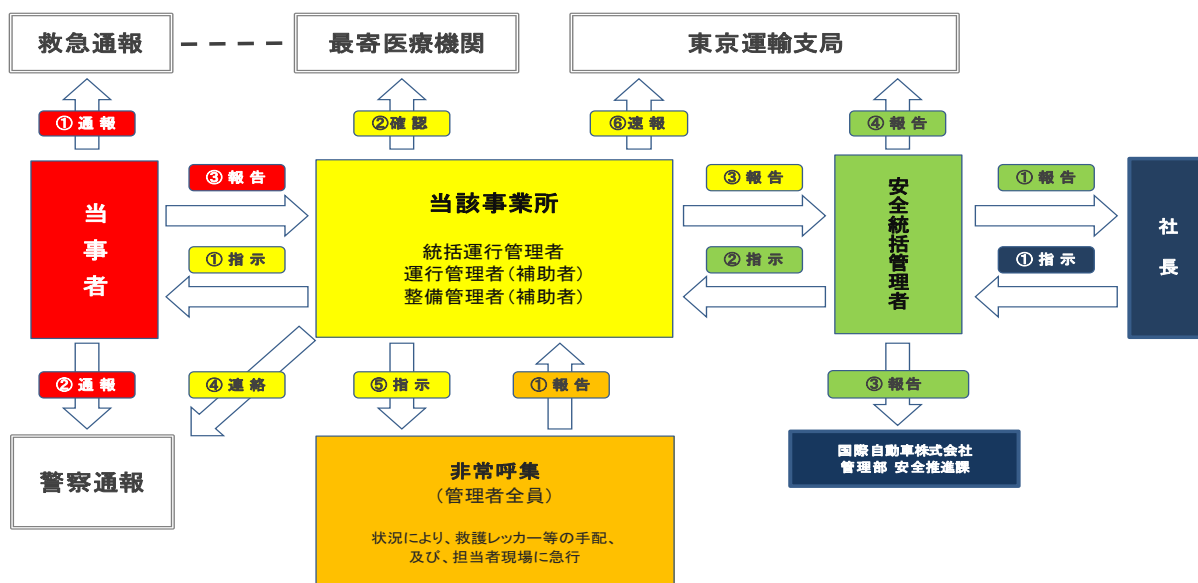 救急通報
最寄医療機関
東京運輸支局
①通報
②確認
⑥速報
④報告
当事者
③報告
①指示
当該事業所
統括運行管理者
運行管理者(補助者)
整備管理者(補助者)
③報告
②指示
安全統括管理者
①報告
①指示
社長
②通報
④連絡
⑤指示
①報告
③報告
警察通報
非常呼集
(管理者全員)
状況により、救護レッカー等の手配、
及び、担当者現場に急行
国際自動車株式会社
管理部 安全推進課